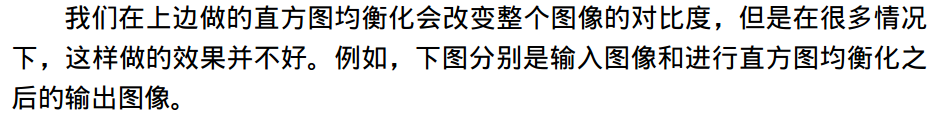 我们在上边做的直方图均衡化会改变整个图像的对比度，但是在很多情况
下，这样做的效果并不好。例如，下图分别是输入图像和进行直方图均衡化之
后的输出图像。